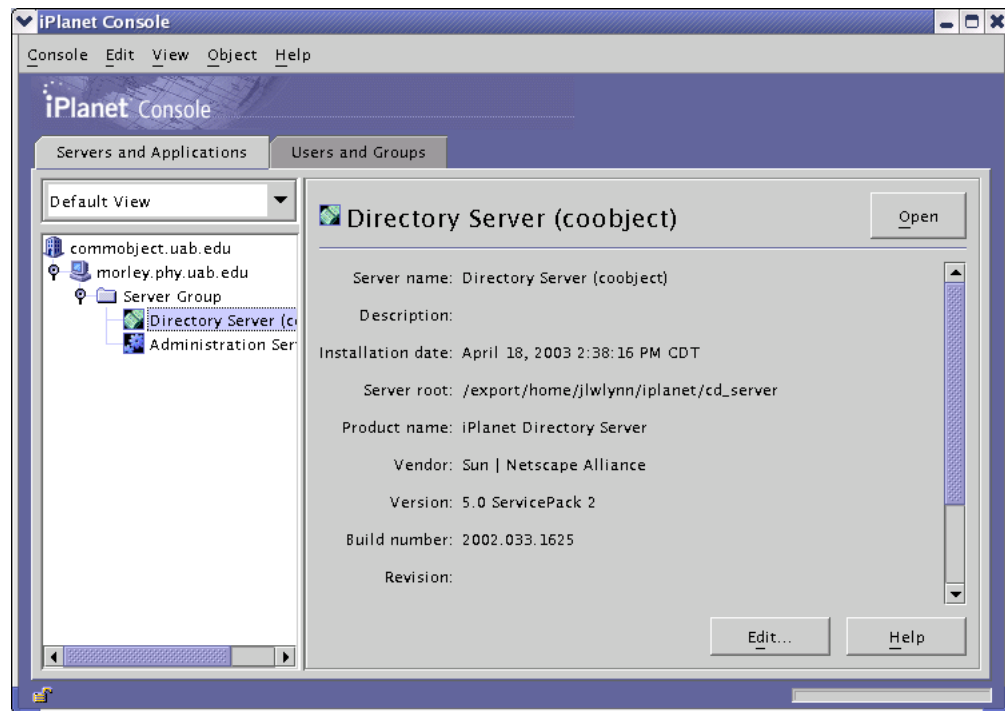 iPlanet Console
Console Edit View Object Help
iPlanet Console
Servers and Applications
Users and Groups
Default View
commobject.uab.edu
morley.phy.uab.edu
Server Group
Directory Server (c
Administration Ser
Directory Server (coobject)
Open
Server name: Directory Server (coobject)
Description:
Installation date: April 18, 2003 2:38:16 PM CDT
Server root: /export/home/jlwlynn/iplanet/cd_server
Product name: iPlanet Directory Server
Vendor: Sun | Netscape Alliance
Version: 5.0 ServicePack 2
Build number: 2002.033.1625
Revision:
Edit...
Help